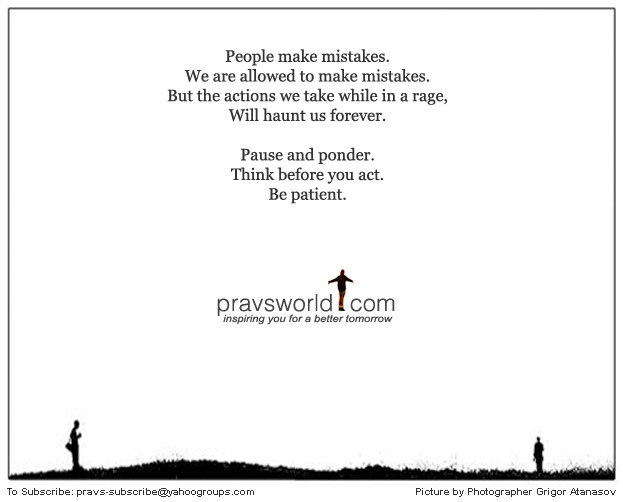 People make mistakes.
We are allowed to make mistakes.
But the actions we take while in a rage,
Will haunt us forever.
Pause and ponder.
Think before you act.
Be patient.
pravsworld com
inspiring you for a better tomorrow
To Subscribe: pravs-subscribe@yahoogroups.com
Picture by Photographer Grigor Atanasov